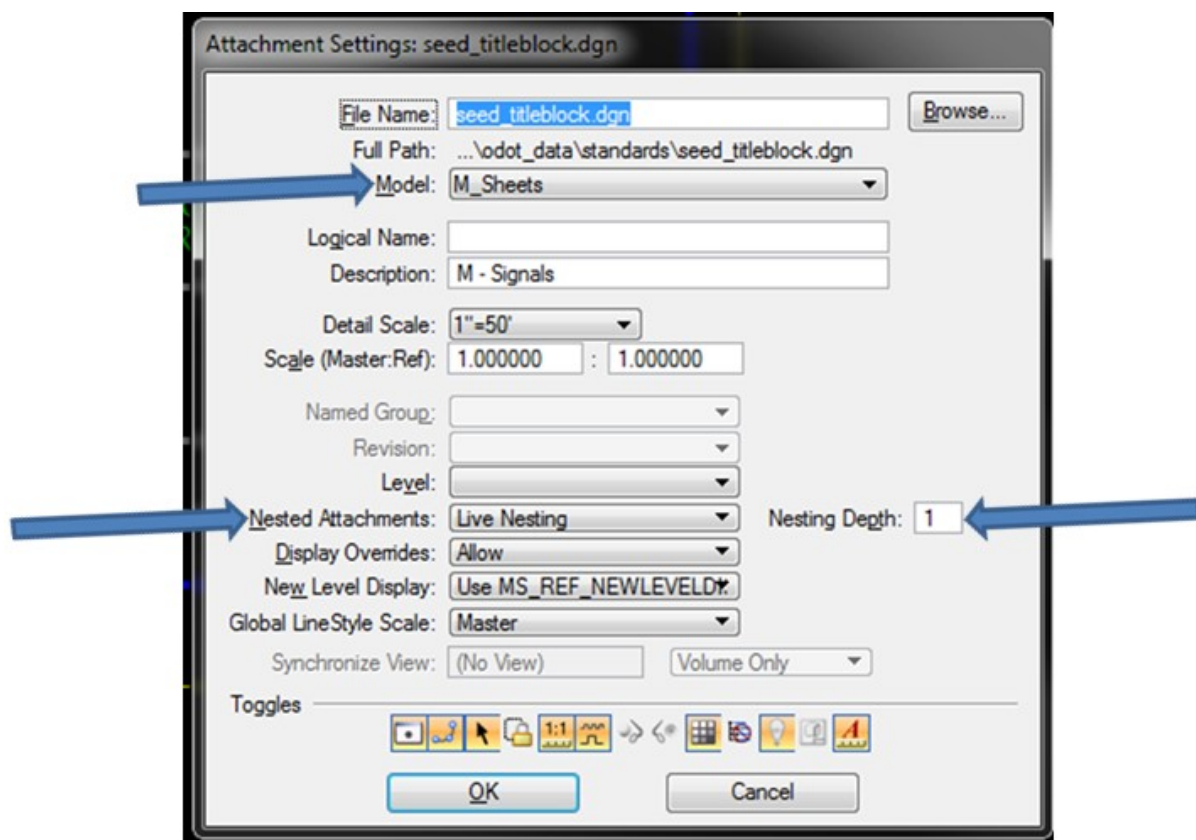 Attachment Settings: seed_titleblock.dgn
File Name: seed_titleblock.dgn Browse...
Full Path: ...\odot_data\standards\seed_titleblock.dgn
Model: M_Sheets
Logical Name:
Description: M - Signals
Detail Scale: 1"=50'
Scale (Master:Ref): 1.000000 : 1.000000
Named Group:
Revision:
Level:
Nested Attachments: Live Nesting Nesting Depth: 1
Display Overrides: Allow
New Level Display: Use MS_REF_NEWLEVELDI
Global LineStyle Scale: Master
Synchronize View: (No View) Volume Only
Toggles
1:1 A
OK Cancel